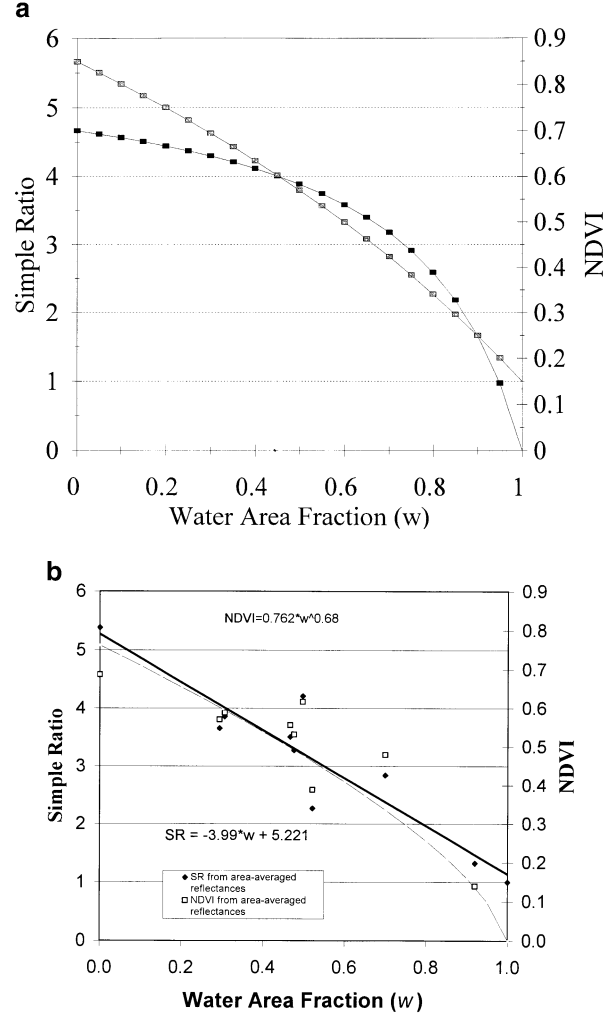 a
6
5
4
3
2
1
0
Simple Ratio
0.9
0.8
0.7
0.6
0.5
0.4
0.3
0.2
0.1
0
NDVI
0 0.2 0.4 0.6 0.8 1
Water Area Fraction (w)
b
6
5
4
3
2
1
0
Simple Ratio
NDVI=0.762*w^0.68
SR = -3.99*w + 5.221
SR from area-averaged
reflectances
NDVI from area-averaged
reflectances
0.9
0.8
0.7
0.6
0.5
0.4
0.3
0.2
0.1
0.0
NDVI
0.0 0.2 0.4 0.6 0.8 1.0
Water Area Fraction (w)